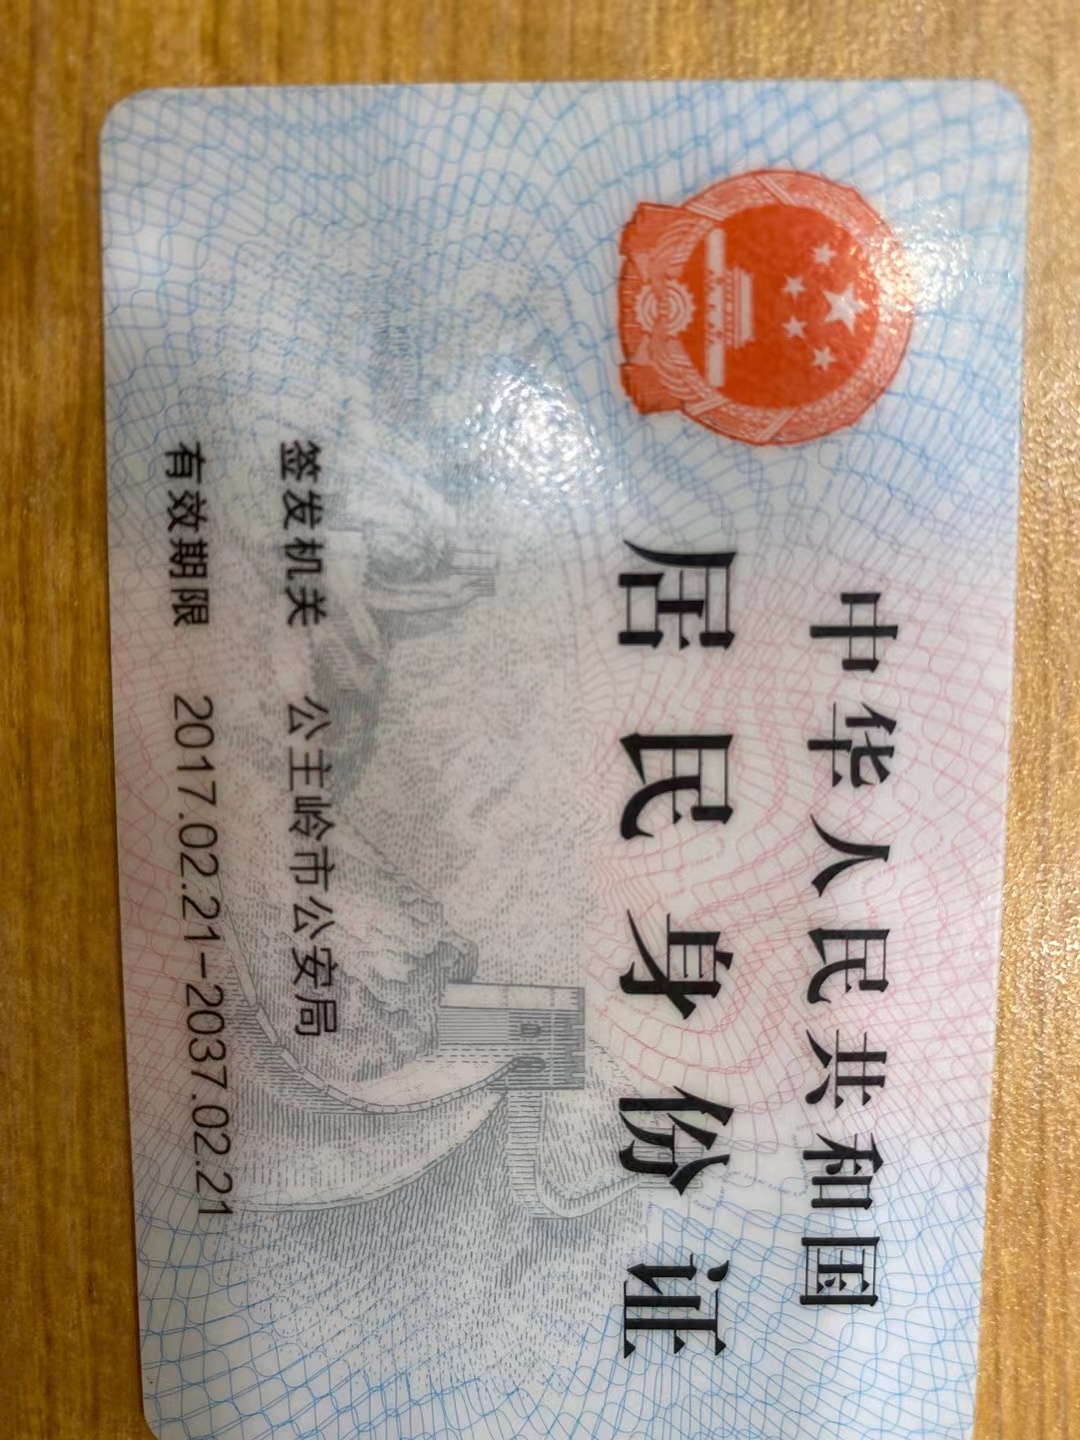 中华人民共和国
居民身份证
签发机关 公主岭市公安局
有效期限 2017.02.21-2037.02.21